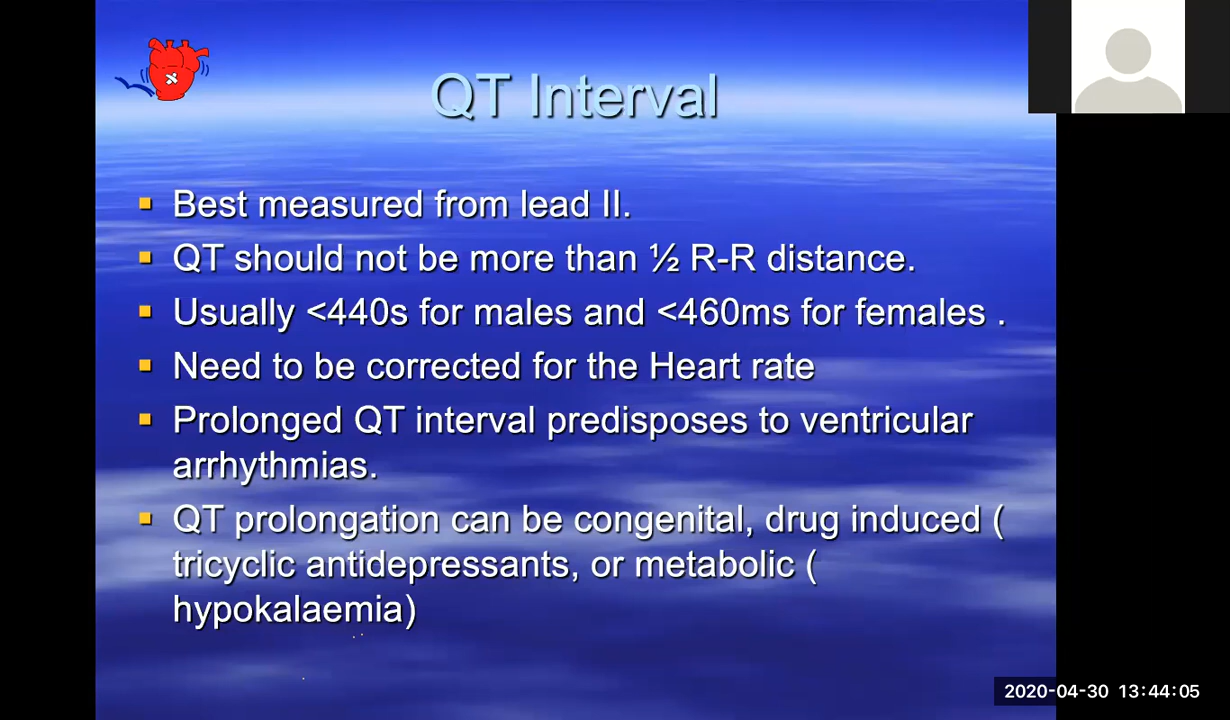 QT Interval
Best measured from lead II.
QT should not be more than ½ R-R distance.
Usually <440s for males and <460ms for females .
Need to be corrected for the Heart rate
Prolonged QT interval predisposes to ventricular
arrhythmias.
QT prolongation can be congenital, drug induced (
tricyclic antidepressants, or metabolic (
hypokalaemia)
2020-04-30 13:44:05